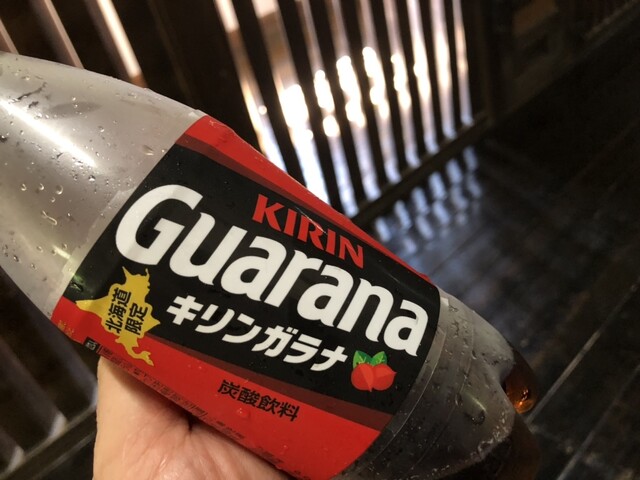 KIRIN
Guarana
キリンガラナ
北海道
限定
炭酸飲料